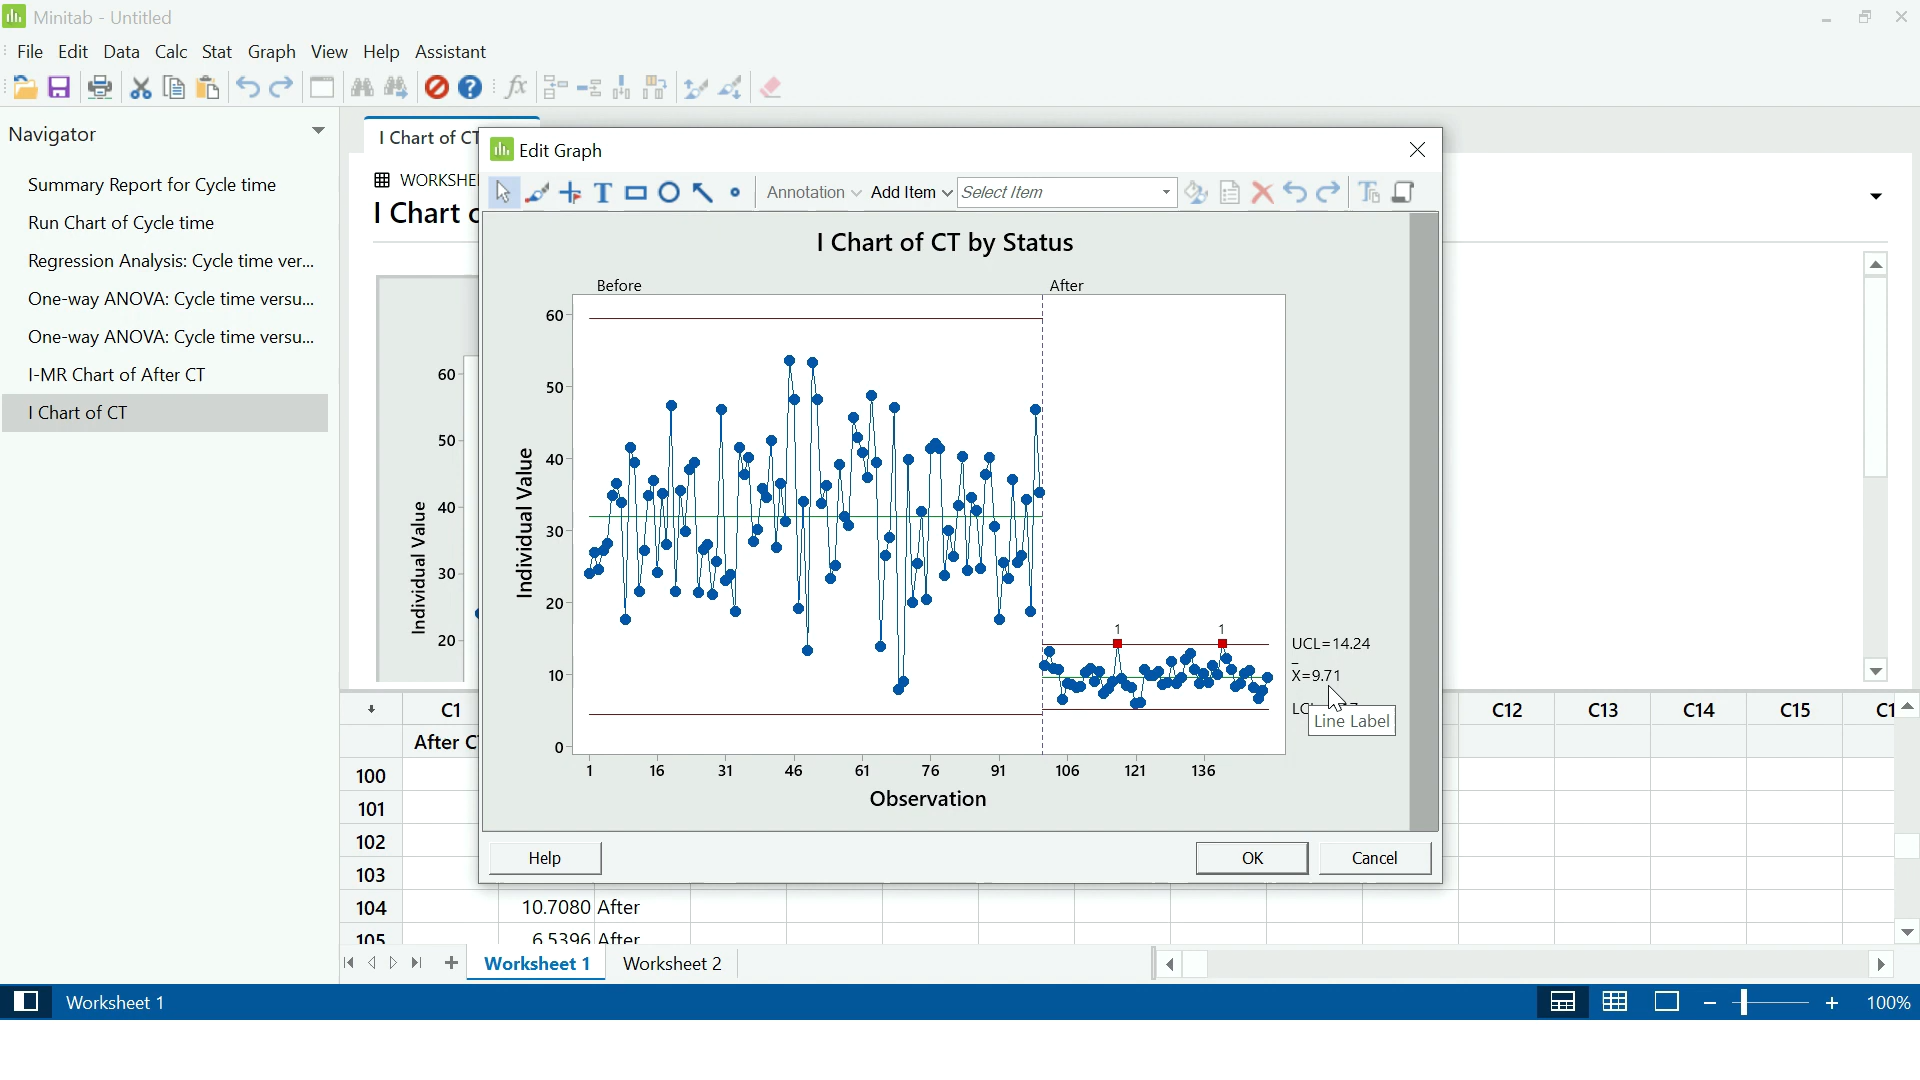 Minitab - Untitled
File Edit Data Calc Stat Graph View Help Assistant
Navigator
Summary Report for Cycle time
Run Chart of Cycle time
Regression Analysis: Cycle time ver...
One-way ANOVA: Cycle time versu...
One-way ANOVA: Cycle time versu...
I-MR Chart of After CT
I Chart of CT
I Chart of CT
WORKSHE
I Chart
60
50
40
30
20
Individual Value
Edit Graph
Annotation Add Item Select Item
I Chart of CT by Status
Before After
60
50
40
30
20
10
0
Individual Value
1 1
UCL=14.24
X̄=9.71
Line Label
1 16 31 46 61 76 91 106 121 136
Observation
Help OK Cancel
C1 C12 C13 C14 C15
After
100
101
102
103
104 10.7080 After
105 6.5396 After
Worksheet 1 Worksheet 2
Worksheet 1 100%